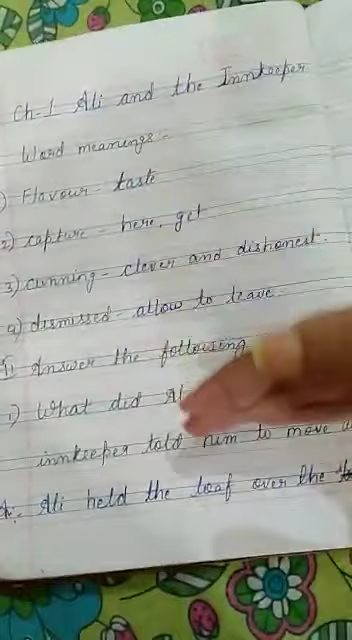 Ch-1 Ali and the Innkeeper
Word meanings-
1) Flavour - taste
2) capture - here, get
3) cunning - clever and dishonest.
4) dismissed - allow to leave.
Answer the following
1) What did Al
innkeeper told him to move a
Ali held the loaf over the